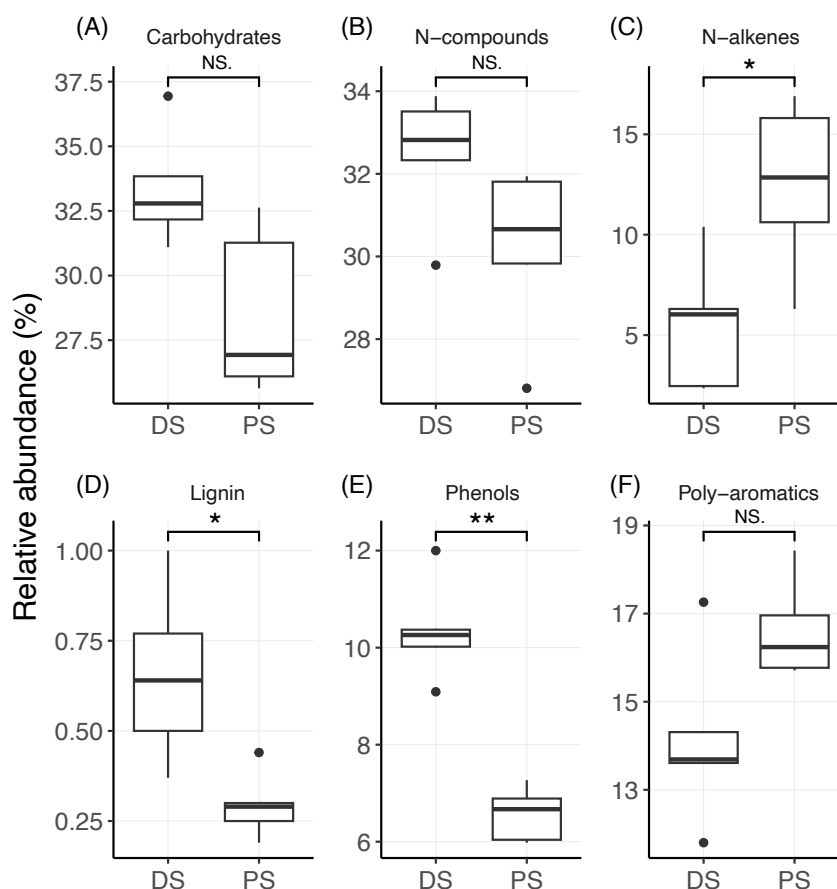 (A)
Carbohydrates
NS.
37.5
35.0
32.5
30.0
27.5
DS PS
(B)
N−compounds
NS.
34
32
30
28
DS PS
(C)
N−alkenes
*
15
10
5
DS PS
Relative abundance (%)
(D)
Lignin
*
1.00
0.75
0.50
0.25
DS PS
(E)
Phenols
**
12
10
8
6
DS PS
(F)
Poly−aromatics
NS.
19
17
15
13
DS PS